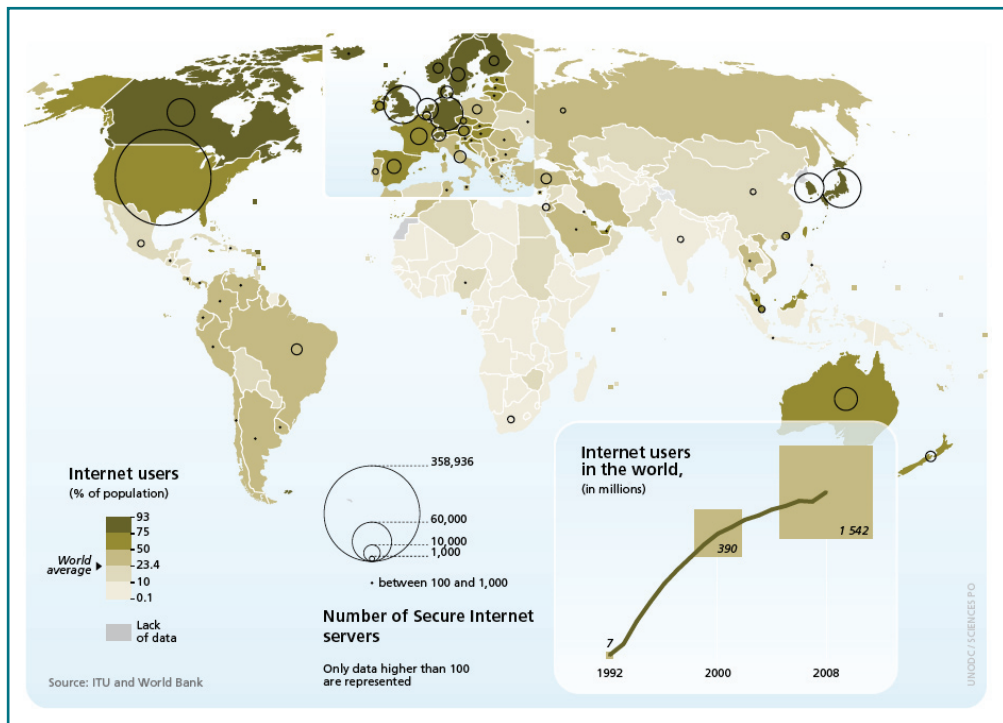 Internet users
(% of population)
93
75
50
World
average
23.4
10
0.1
Lack
of data
Source: ITU and World Bank
358,936
60,000
10,000
1,000
• between 100 and 1,000
Number of Secure Internet
servers
Only data higher than 100
are represented
Internet users
in the world,
(in millions)
1 542
390
7
1992
2000
2008
UNODC / SCIENCES PO